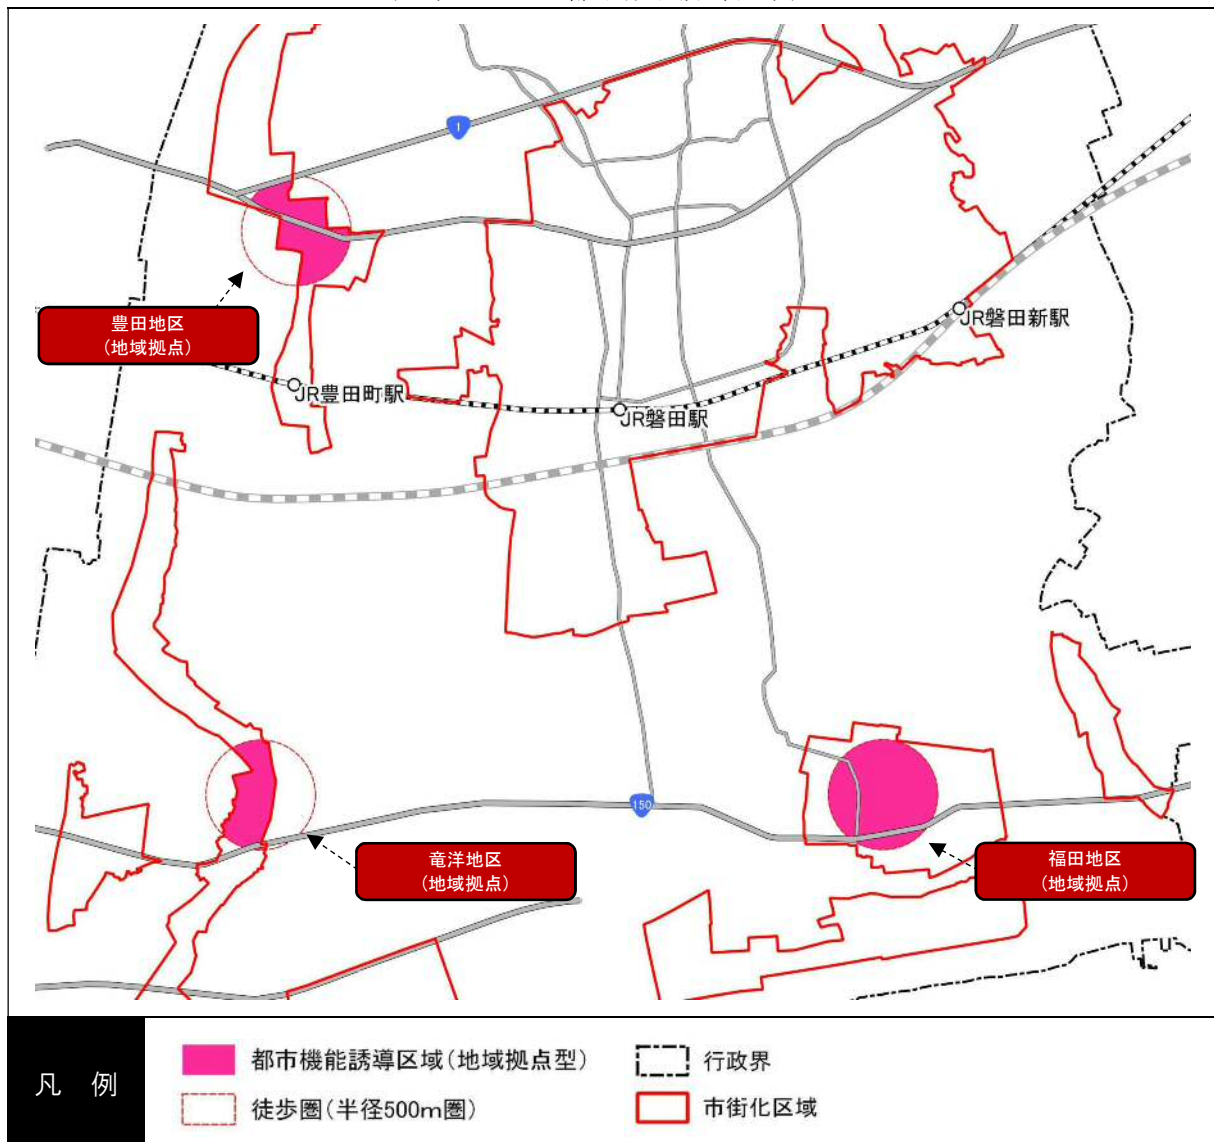 1
豊田地区
(地域拠点)
JR磐田新駅
JR豊田町駅
JR磐田駅
150
竜洋地区
(地域拠点)
福田地区
(地域拠点)
凡 例
都市機能誘導区域(地域拠点型)
行政界
徒歩圏(半径500m圏)
市街化区域